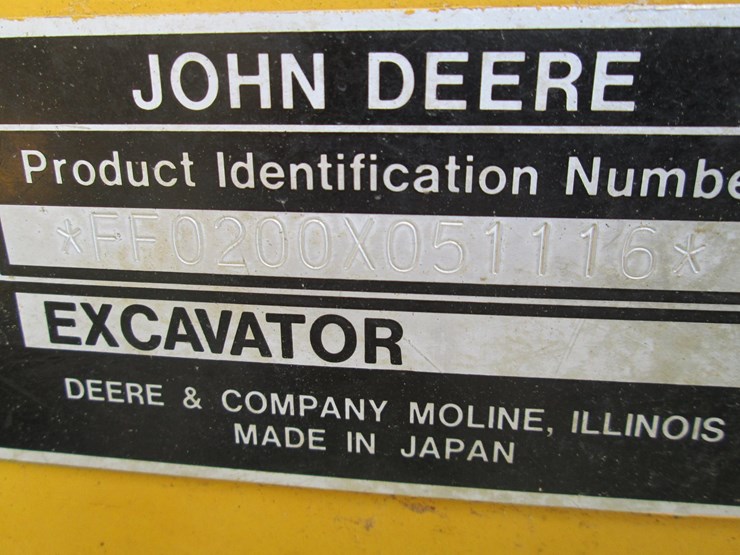 JOHN DEERE
Product Identification Numbe
*FF0200X051116*
EXCAVATOR
DEERE & COMPANY MOLINE, ILLINOIS
MADE IN JAPAN